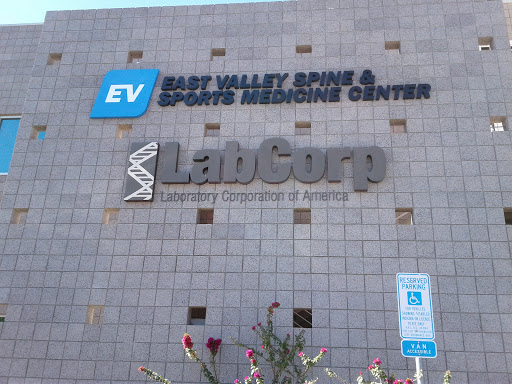 EV
EAST VALLEY SPINE &
SPORTS MEDICINE CENTER
LabCorp
Laboratory Corporation of America
RESERVED
PARKING
VAN
ACCESSIBLE